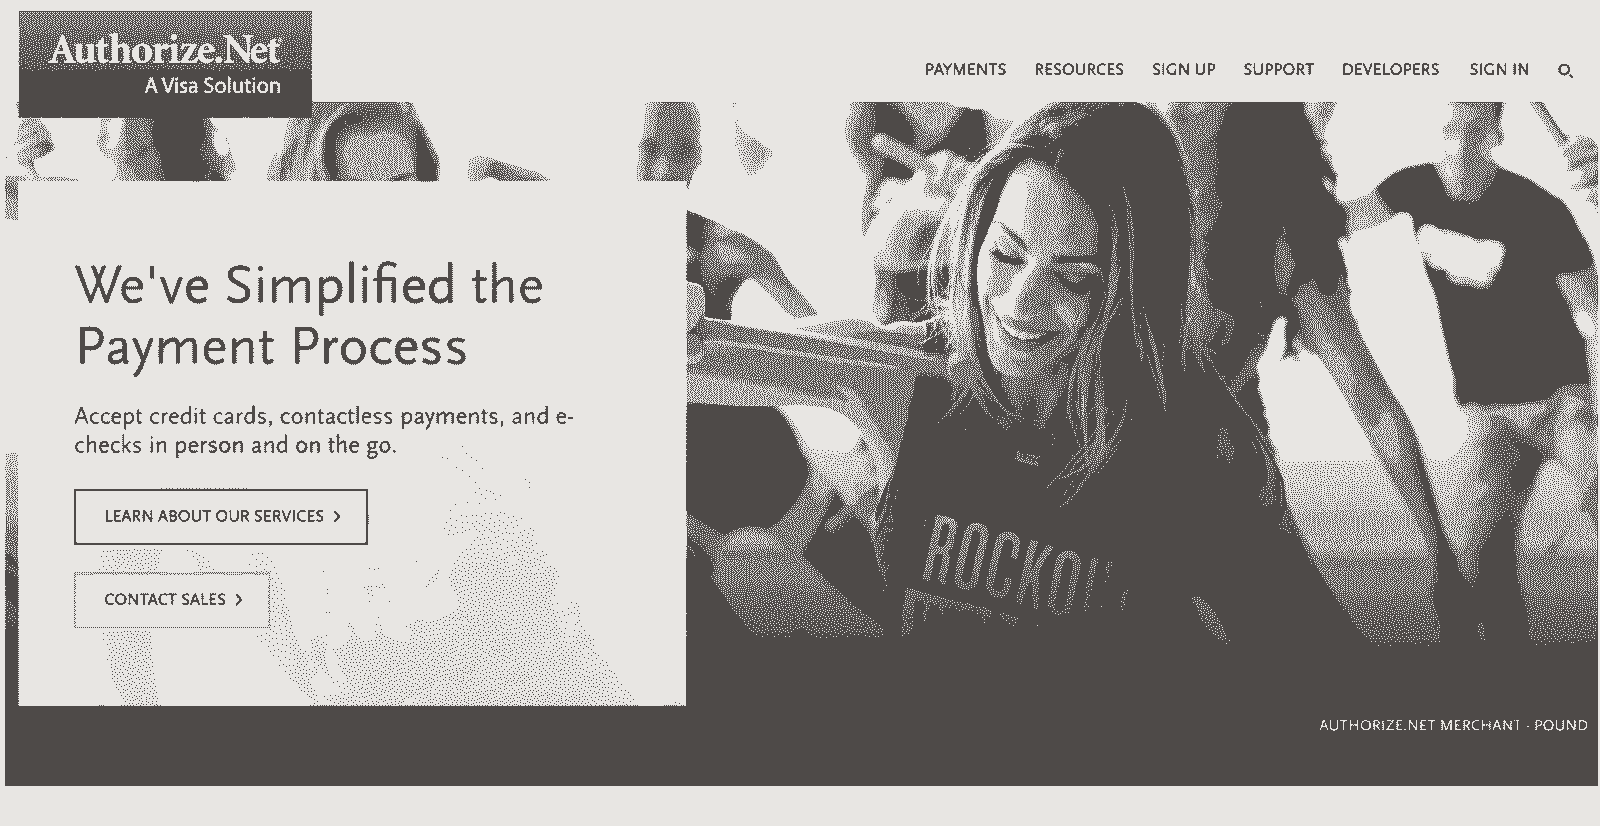 Authorize.Net
A Visa Solution
PAYMENTS RESOURCES SIGN UP SUPPORT DEVELOPERS SIGN IN
We've Simplified the
Payment Process
Accept credit cards, contactless payments, and e-
checks in person and on the go.
LEARN ABOUT OUR SERVICES >
CONTACT SALES >
AUTHORIZE.NET MERCHANT - POUND